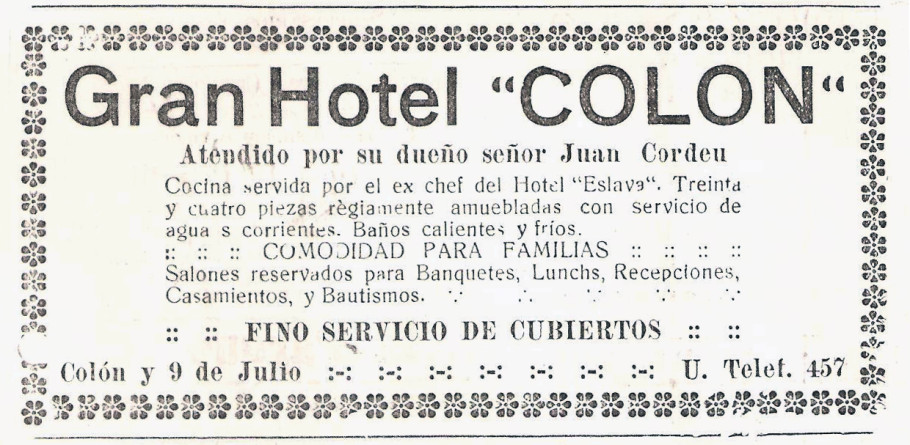 Gran Hotel “COLON“
Atendido por su dueño señor Juan Cordeu
Cocina servida por el ex chef del Hotel "Eslava". Treinta
y cuatro piezas règiamente amuebladas con servicio de
agua s corrientes. Baños calientes y fríos.
:: :: :: COMODIDAD PARA FAMILIAS :: :: :: ::
Salones reservados para Banquetes, Lunchs, Recepciones,
Casamientos, y Bautismos.
:: :: FINO SERVICIO DE CUBIERTOS :: ::
Colón y 9 de Julio :-: :-: :-: :-: :-: :-: :-: U. Telef. 457